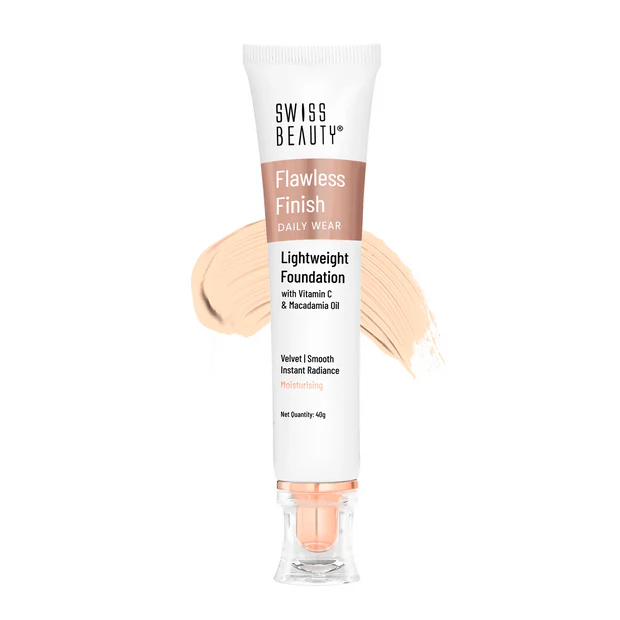 SWISS
BEAUTY®
Flawless
Finish
DAILY WEAR
Lightweight
Foundation
with Vitamin C
& Macadamia Oil
Velvet | Smooth
Instant Radiance
Moisturising
Net Quantity: 40g